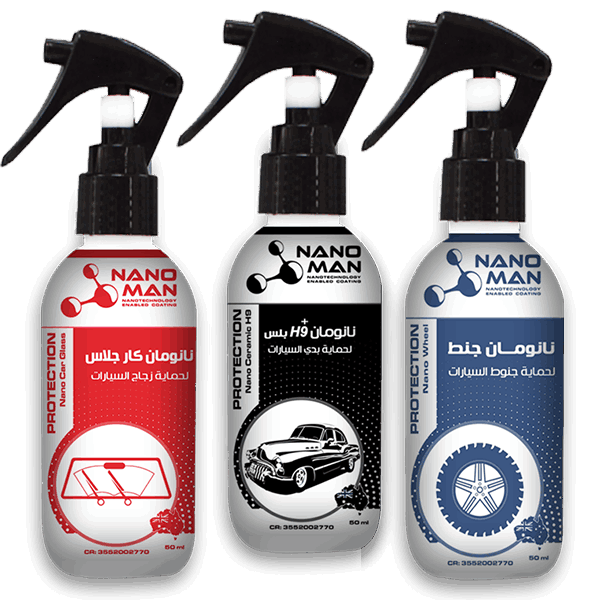 NANO
MAN
NANOTECHNOLOGY
ENABLED COATING
PROTECTION
Nano Car Glass
نانومان كار جلاس
لحماية زجاج السيارات
CR: 3552002770
50 ml
NANO
MAN
NANOTECHNOLOGY
ENABLED COATING
PROTECTION
Nano Ceramic H9
نانومان H9+ بلس
لحماية بدي السيارات
CR: 3552002770
50 ml
NANO
MAN
NANOTECHNOLOGY
ENABLED COATING
PROTECTION
Nano Wheel
نانومـان جنط
لحماية جنوط السيارات
CR: 3552002770
50 ml